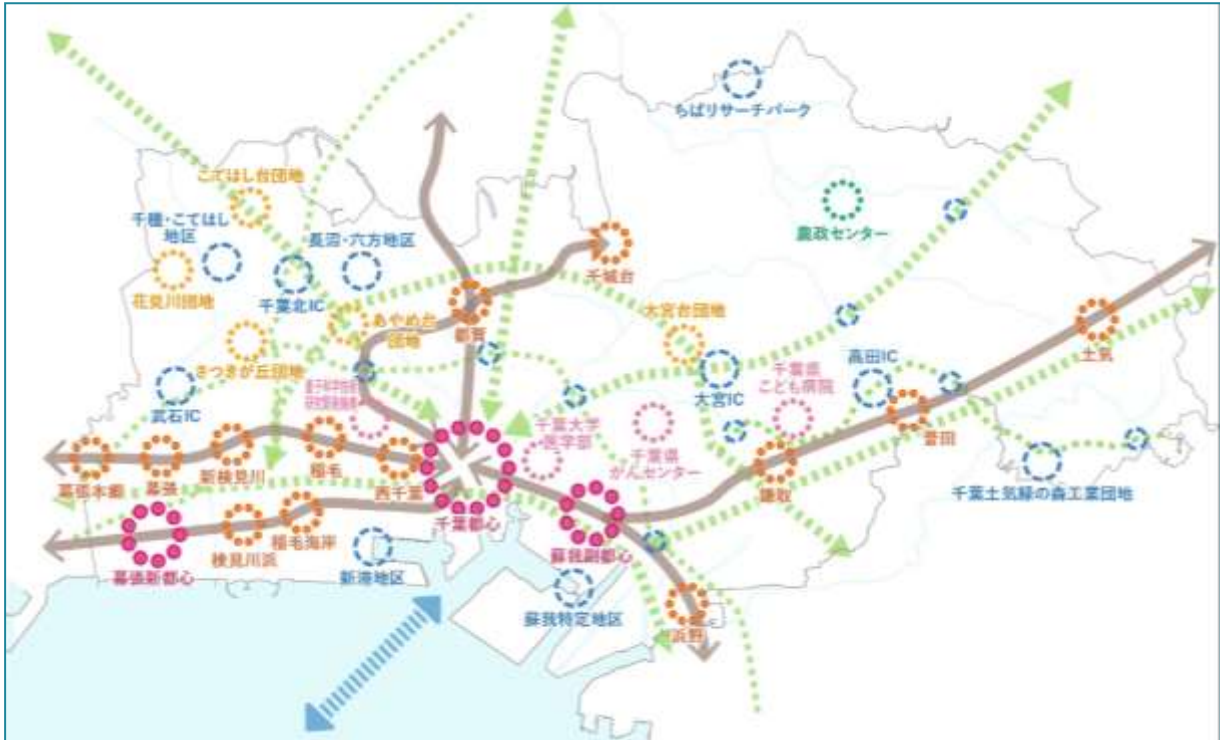 ちばリサーチパーク
こてはし台団地
千種・こてはし
地区
長沼・六方地区
農政センター
千城台
花見川団地
千葉北IC
あやめ台
団地
都賀
大宮台団地
土気
さつきが丘団地
高田IC
武石IC
千葉県
こども病院
大宮IC
誉田
千葉大学
医学部
千葉県
がんセンター
幕張本郷
幕張
新検見川
稲毛
西千葉
鎌取
千葉土気緑の森工業団地
千葉都心
幕張新都心
検見川浜
稲毛海岸
新港地区
蘇我副都心
蘇我特定地区
浜野